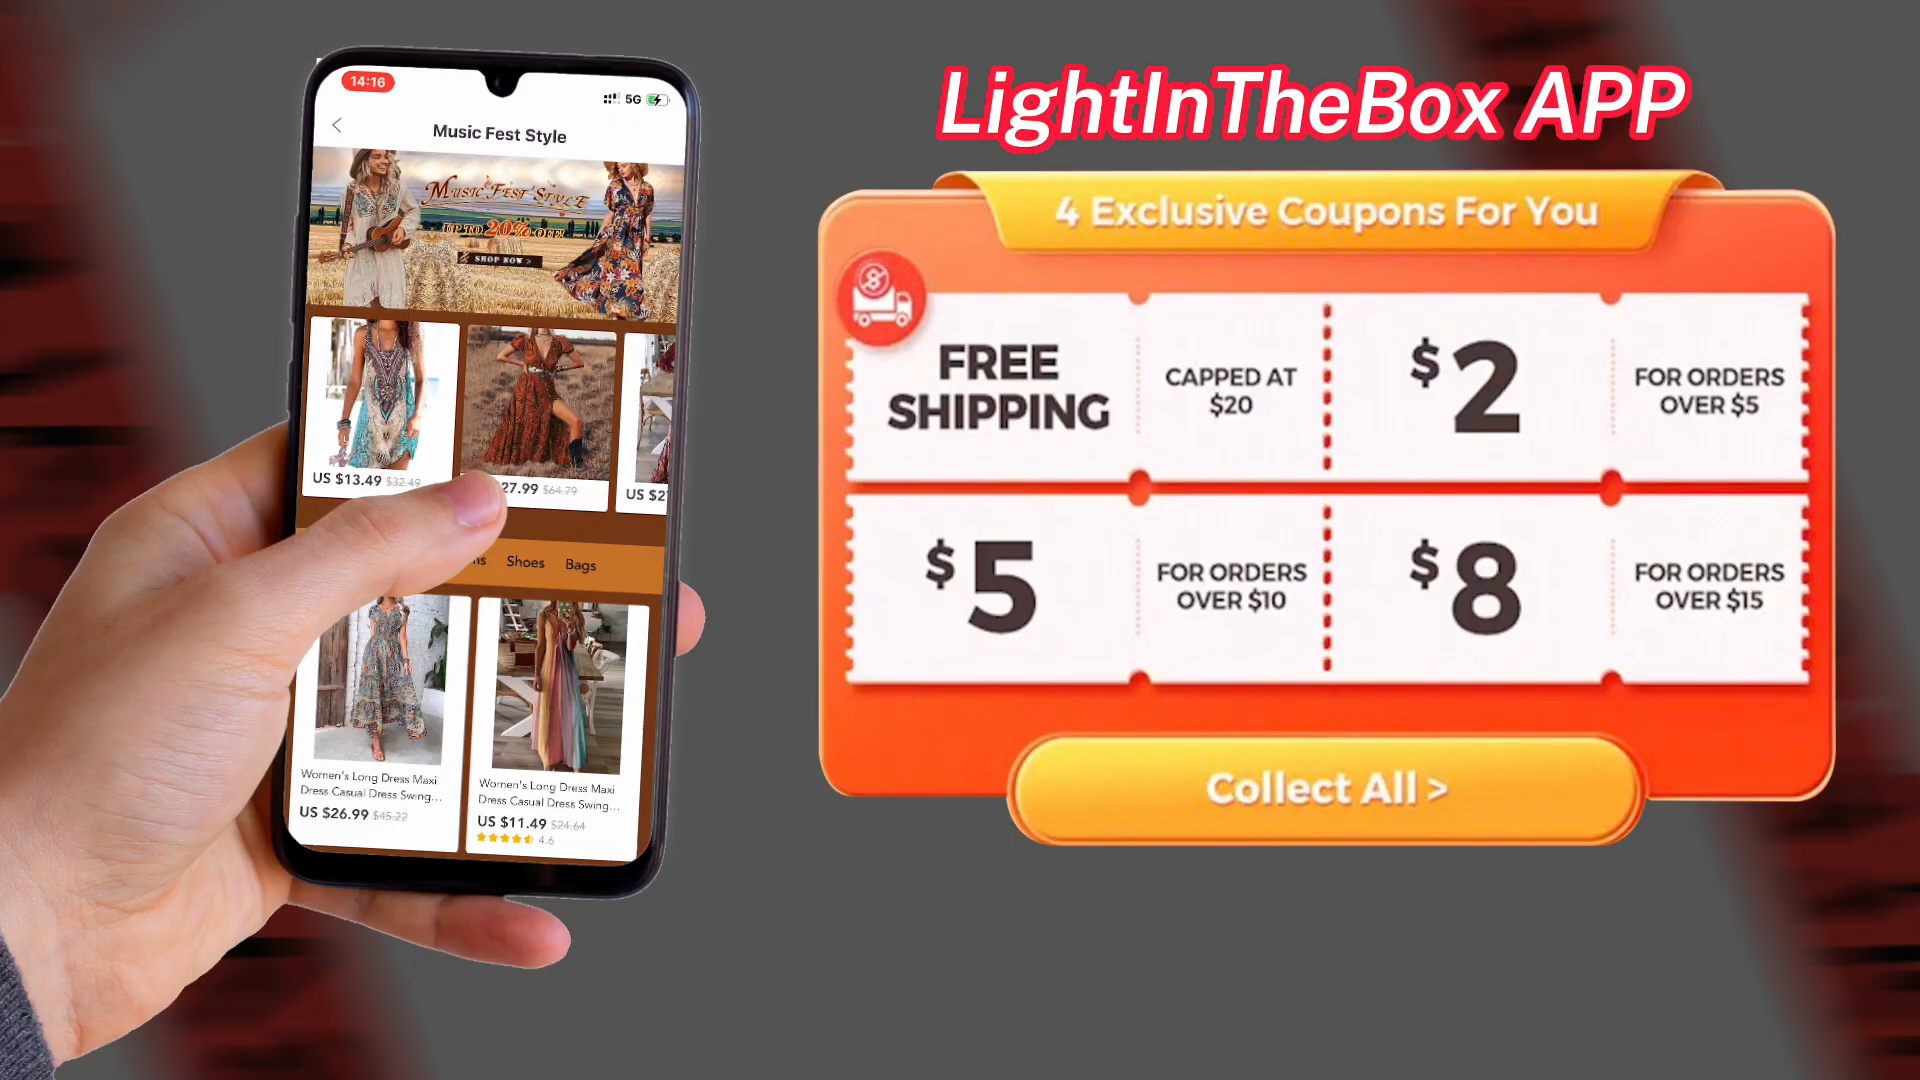 14:16
5G
Music Fest Style
MUSIC FEST STYLE
UP TO 20% OFF!
SHOP NOW >
US $13.49 $32.49
27.99 $64.79
US $2
Shoes
Bags
Women's Long Dress Maxi
Dress Casual Dress Swing...
US $26.99 $45.22
Women's Long Dress Maxi
Dress Casual Dress Swing...
US $11.49 $24.64
4.6
LightInTheBox APP
4 Exclusive Coupons For You
FREE
SHIPPING
CAPPED AT
$20
$2
FOR ORDERS
OVER $5
$5
FOR ORDERS
OVER $10
$8
FOR ORDERS
OVER $15
Collect All >